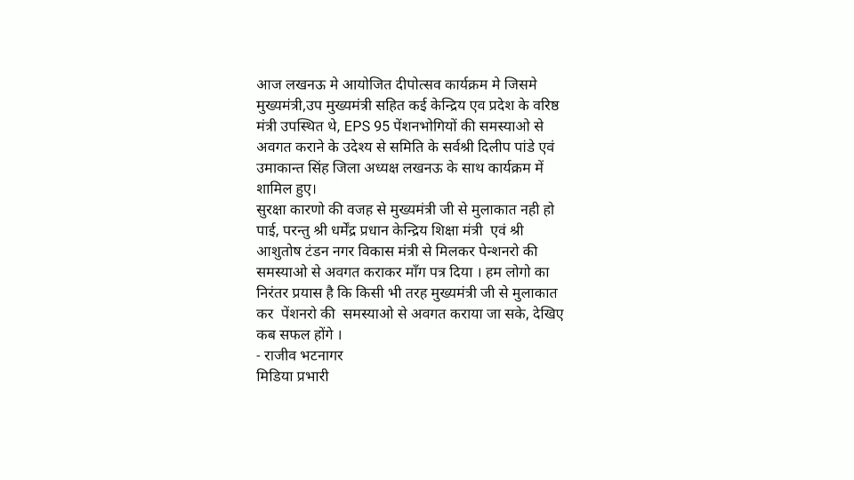 आज लखनऊ मे आयोजित दीपोत्सव कार्यक्रम मे जिसमे
मुख्यमंत्री,उप मुख्यमंत्री सहित कई केन्द्रिय एव प्रदेश के वरिष्ठ
मंत्री उपस्थित थे, EPS 95 पेंशनभोगियों की समस्याओ से
अवगत कराने के उदेश्य से समिति के सर्वश्री दिलीप पांडे एवं
उमाकान्त सिंह जिला अध्यक्ष लखनऊ के साथ कार्यक्रम में
शामिल हुए।
सुरक्षा कारणो की वजह से मुख्यमंत्री जी से मुलाकात नही हो
पाई, परन्तु श्री धर्मेंद्र प्रधान केन्द्रिय शिक्षा मंत्री  एवं श्री
आशुतोष टंडन नगर विकास मंत्री से मिलकर पेन्शनरो की
समस्याओ से अवगत कराकर माँग पत्र दिया । हम लोगो का
निरंतर प्रयास है कि किसी भी तरह मुख्यमंत्री जी से मुलाकात
कर  पेंशनरो की  समस्याओ से अवगत कराया जा सके, देखिए
कब सफल होंगे ।
- राजीव भटनागर
मिडिया प्रभारी